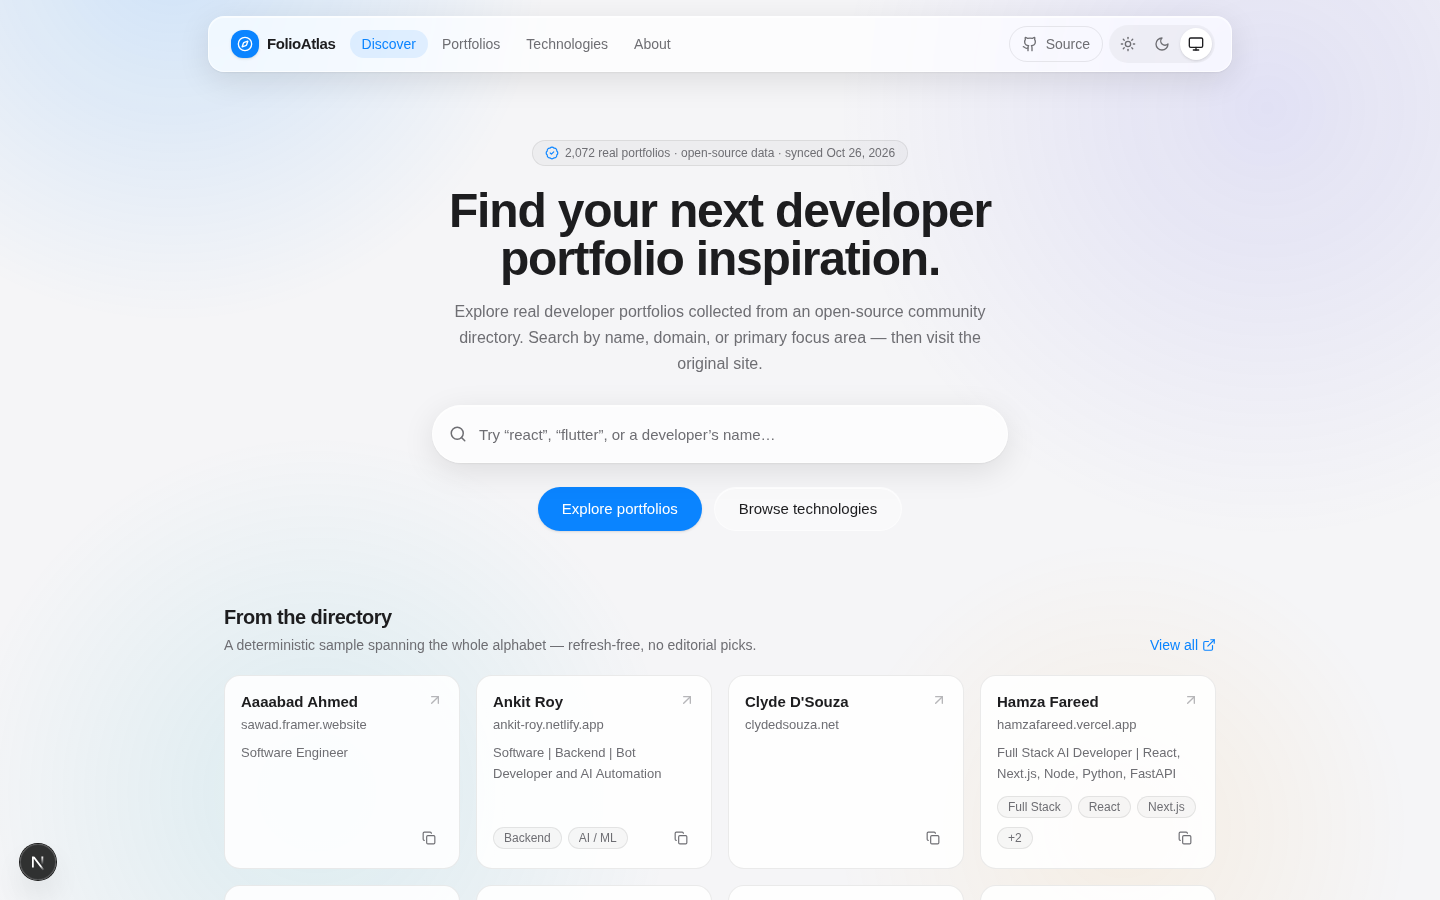 FolioAtlas Discover Portfolios Technologies About Source
2,072 real portfolios · open-source data · synced Oct 26, 2026
Find your next developer
portfolio inspiration.
Explore real developer portfolios collected from an open-source community
directory. Search by name, domain, or primary focus area — then visit the
original site.
Try “react”, “flutter”, or a developer’s name…
Explore portfolios Browse technologies
From the directory
A deterministic sample spanning the whole alphabet — refresh-free, no editorial picks.
View all
Aaaabad Ahmed
sawad.framer.website
Software Engineer
Ankit Roy
ankit-roy.netlify.app
Software | Backend | Bot
Developer and AI Automation
Backend AI / ML
Clyde D'Souza
clydedsouza.net
Hamza Fareed
hamzafareed.vercel.app
Full Stack AI Developer | React,
Next.js, Node, Python, FastAPI
Full Stack React Next.js
+2
N